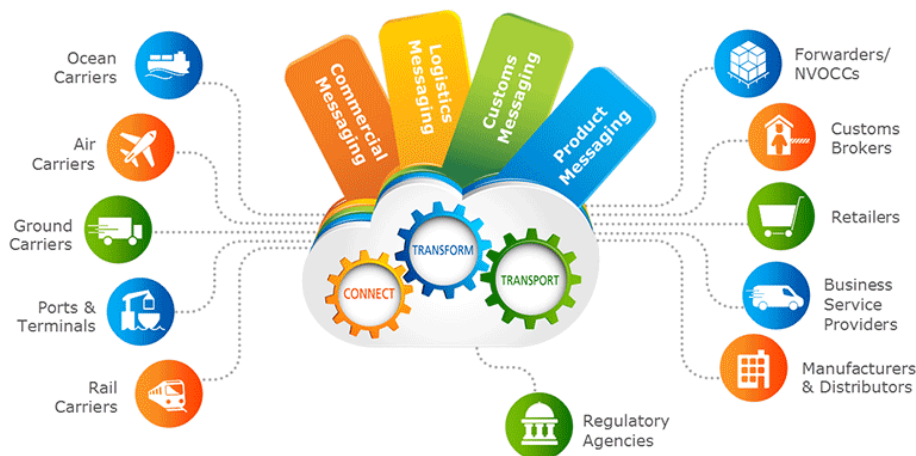 Ocean
Carriers
Air
Carriers
Ground
Carriers
Ports &
Terminals
Rail
Carriers
Commercial
Messaging
Logistics
Messaging
Customs
Messaging
Product
Messaging
CONNECT
TRANSFORM
TRANSPORT
Forwarders/
NVOCCs
Customs
Brokers
Retailers
Business
Service
Providers
Manufacturers
& Distributors
Regulatory
Agencies